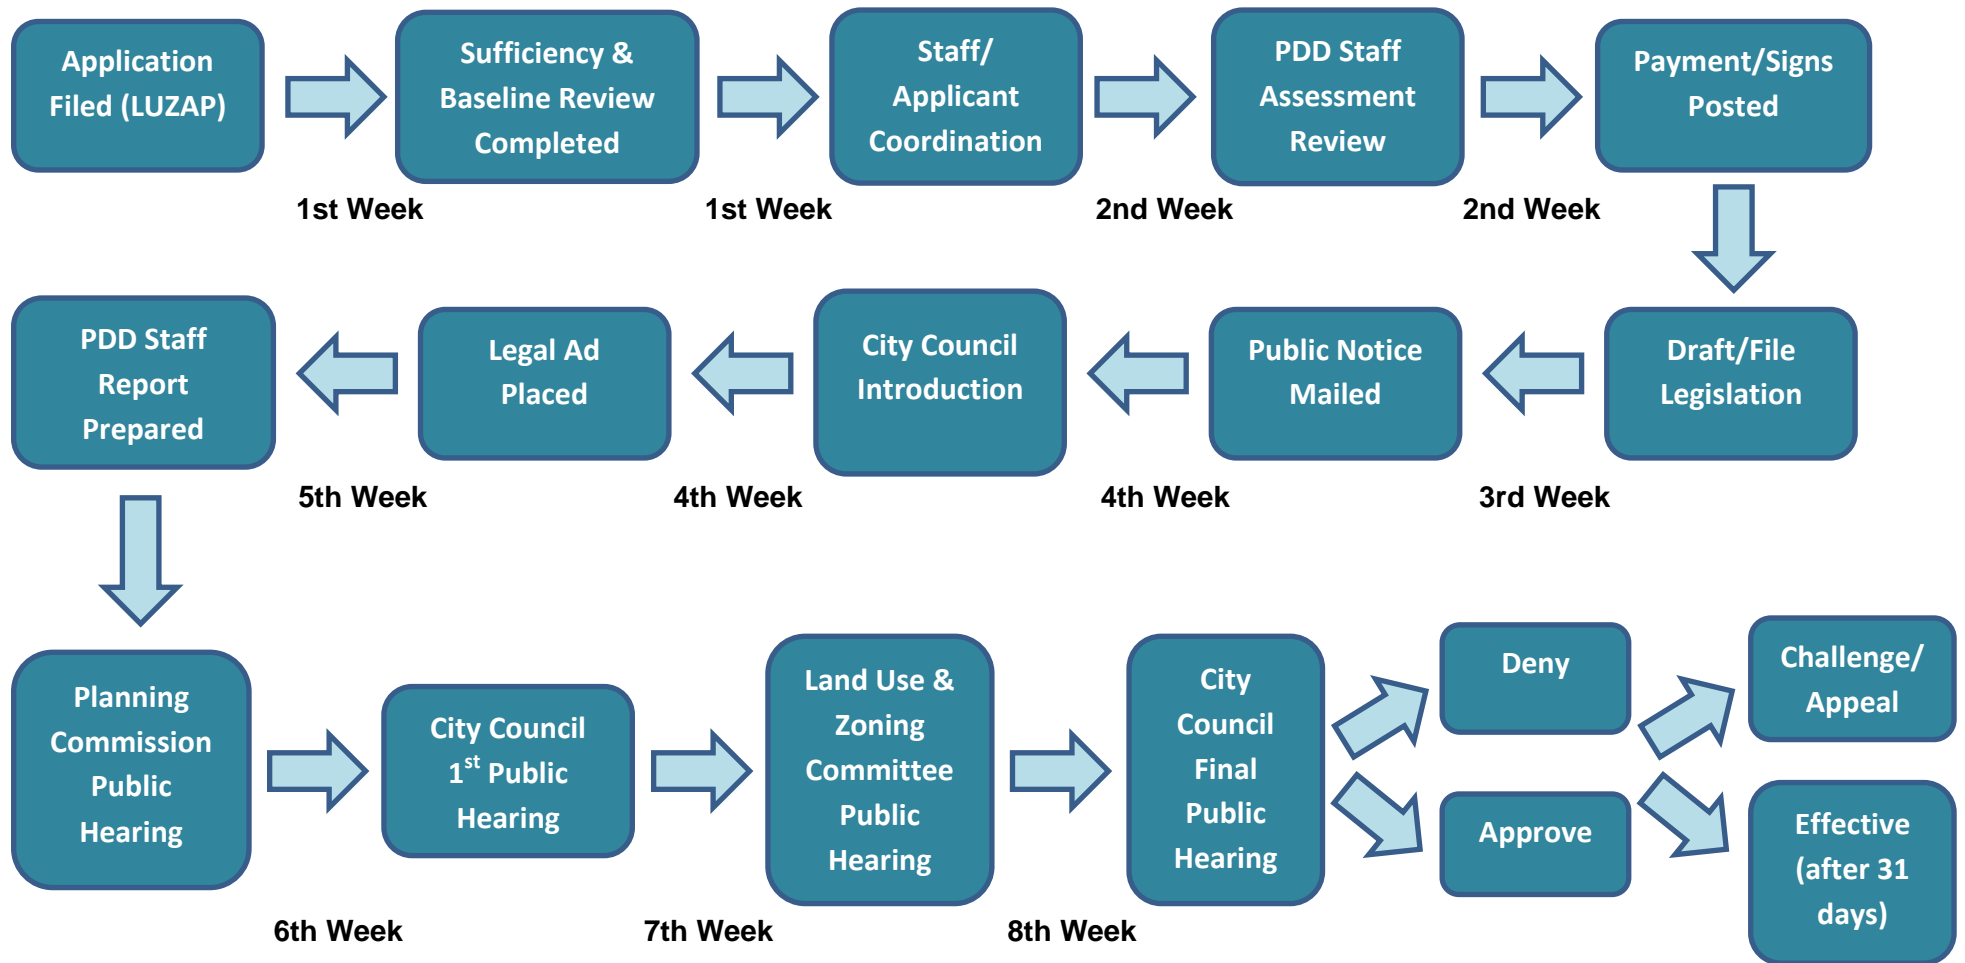 Application
Filed (LUZAP)
Sufficiency &
Baseline Review
Completed
Staff/
Applicant
Coordination
PDD Staff
Assessment
Review
Payment/Signs
Posted
1st Week
1st Week
2nd Week
2nd Week
Draft/File
Legislation
Public Notice
Mailed
City Council
Introduction
Legal Ad
Placed
PDD Staff
Report
Prepared
3rd Week
4th Week
4th Week
5th Week
Planning
Commission
Public
Hearing
City Council
1st Public
Hearing
Land Use &
Zoning
Committee
Public
Hearing
City
Council
Final
Public
Hearing
Deny
Approve
Challenge/
Appeal
Effective
(after 31
days)
6th Week
7th Week
8th Week